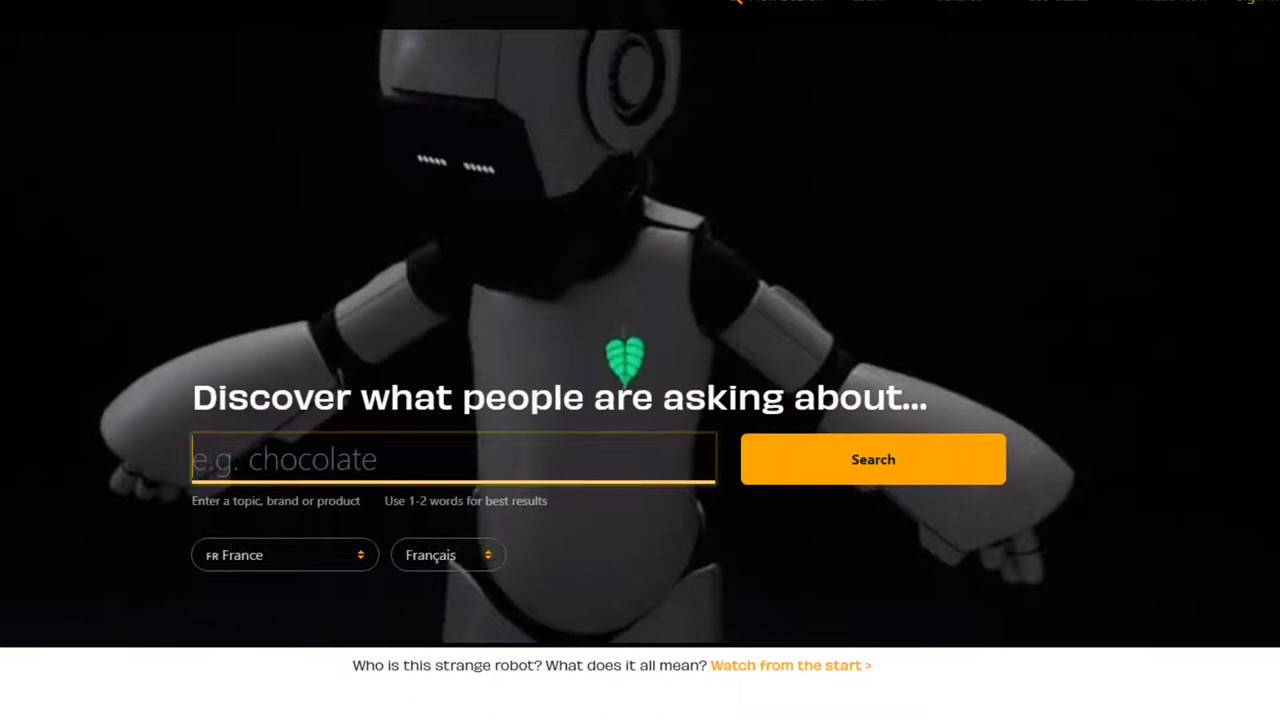 Discover what people are asking about...
e.g. chocolate
Search
Enter a topic, brand or product Use 1-2 words for best results
FR France Français
Who is this strange robot? What does it all mean? Watch from the start >